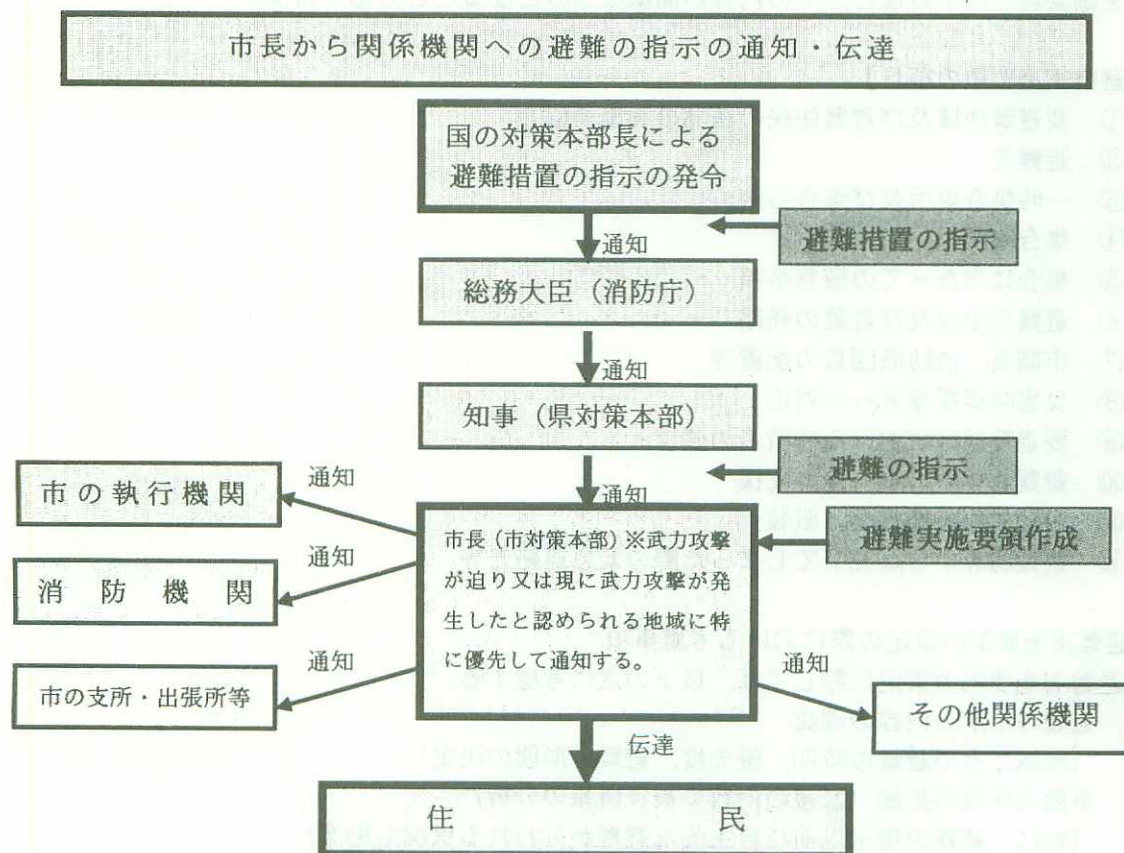 市長から関係機関への避難の指示の通知・伝達
国の対策本部長による
避難措置の指示の発令
通知
避難措置の指示
総務大臣（消防庁）
通知
知事（県対策本部）
通知
避難の指示
市の執行機関
通知
市長（市対策本部）※武力攻撃
が迫り又は現に武力攻撃が発
生したと認められる地域に特
に優先して通知する。
避難実施要領作成
消防機関
通知
市の支所・出張所等
通知
通知
その他関係機関
伝達
住民